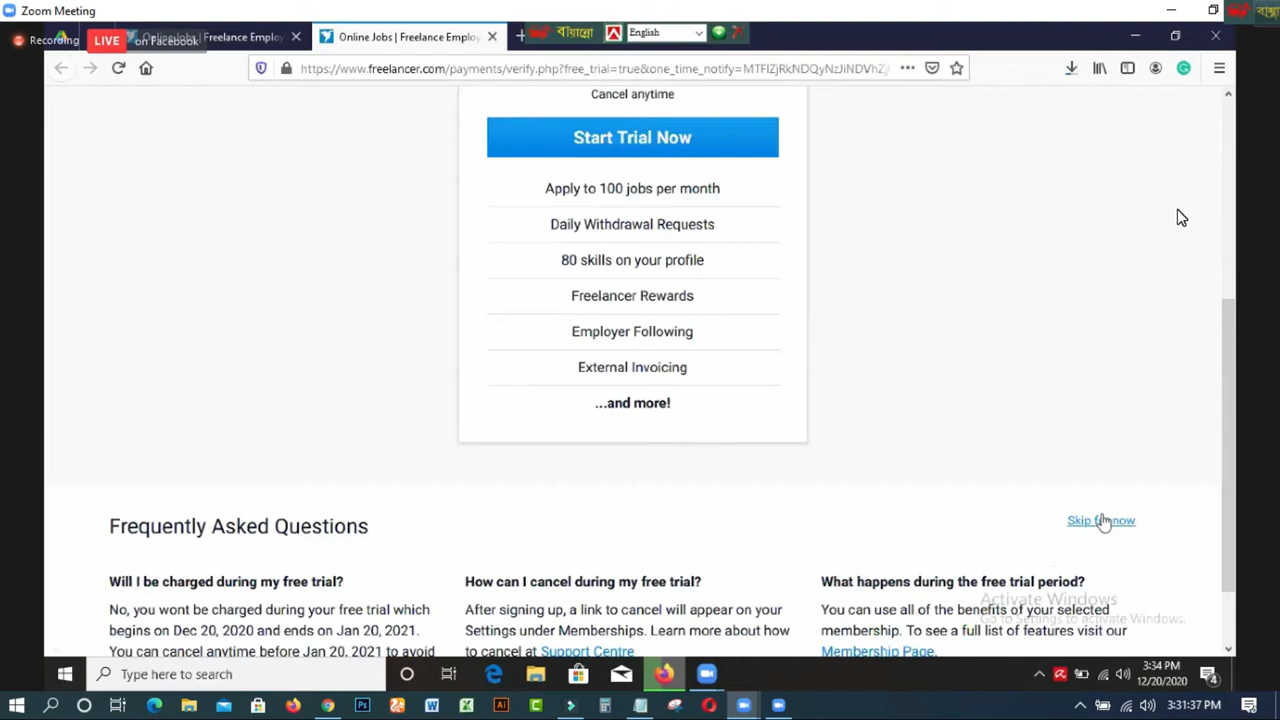 Zoom Meeting
Recording
LIVE on Facebook
Online Jobs | Freelance Employ
Online Jobs | Freelance Employ
বায়ান্নো
English
https://www.freelancer.com/payments/verify.php?free_trial=true&one_time_notify=
Cancel anytime
Start Trial Now
Apply to 100 jobs per month
Daily Withdrawal Requests
80 skills on your profile
Freelancer Rewards
Employer Following
External Invoicing
...and more!
Frequently Asked Questions
Skip for now
Will I be charged during my free trial?
No, you wont be charged during your free trial which
begins on Dec 20, 2020 and ends on Jan 20, 2021.
You can cancel anytime before Jan 20, 2021 to avoid
How can I cancel during my free trial?
After signing up, a link to cancel will appear on your
Settings under Memberships. Learn more about how
to cancel at Support Centre
What happens during the free trial period?
You can use all of the benefits of your selected
membership. To see a full list of features visit our
Membership Page.
Activate Windows
Go to Settings to activate Windows.
Type here to search
3:34 PM
12/20/2020
4
3:31:37 PM